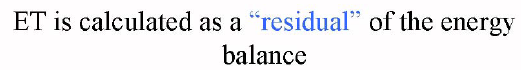 ET is calculated as a “residual” of the energy
balance